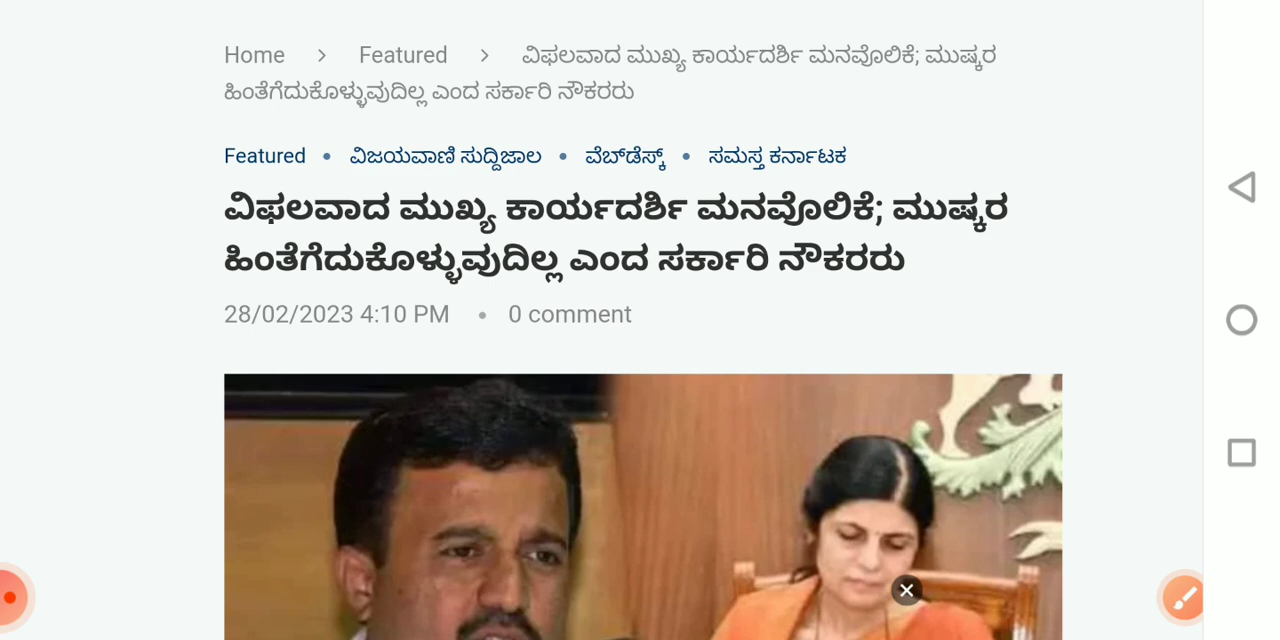 Home > Featured > ವಿಫಲವಾದ ಮುಖ್ಯ ಕಾರ್ಯದರ್ಶಿ ಮನವೊಲಿಕೆ; ಮುಷ್ಕರ
ಹಿಂತೆಗೆದುಕೊಳ್ಳುವುದಿಲ್ಲ ಎಂದ ಸರ್ಕಾರಿ ನೌಕರರು
Featured • ವಿಜಯವಾಣಿ ಸುದ್ದಿಜಾಲ • ವೆಬ್‌ಡೆಸ್ಕ್ • ಸಮಸ್ತ ಕರ್ನಾಟಕ
ವಿಫಲವಾದ ಮುಖ್ಯ ಕಾರ್ಯದರ್ಶಿ ಮನವೊಲಿಕೆ; ಮುಷ್ಕರ
ಹಿಂತೆಗೆದುಕೊಳ್ಳುವುದಿಲ್ಲ ಎಂದ ಸರ್ಕಾರಿ ನೌಕರರು
28/02/2023 4:10 PM • 0 comment